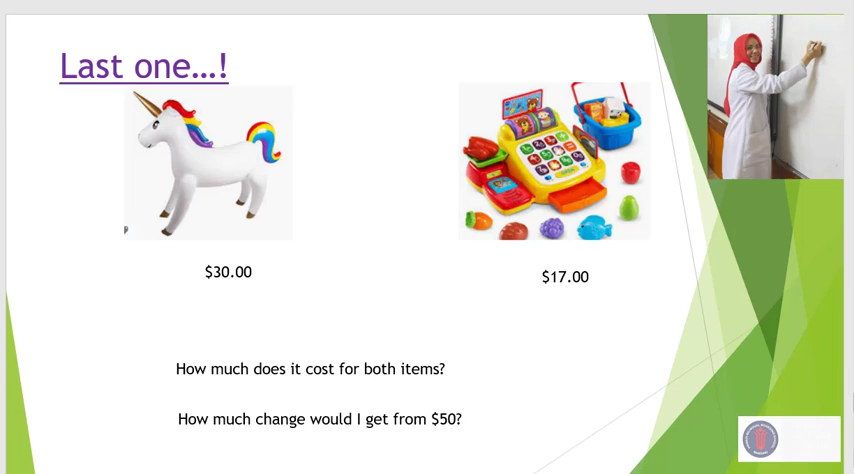 Last one…!
$30.00
$17.00
How much does it cost for both items?
How much change would I get from $50?